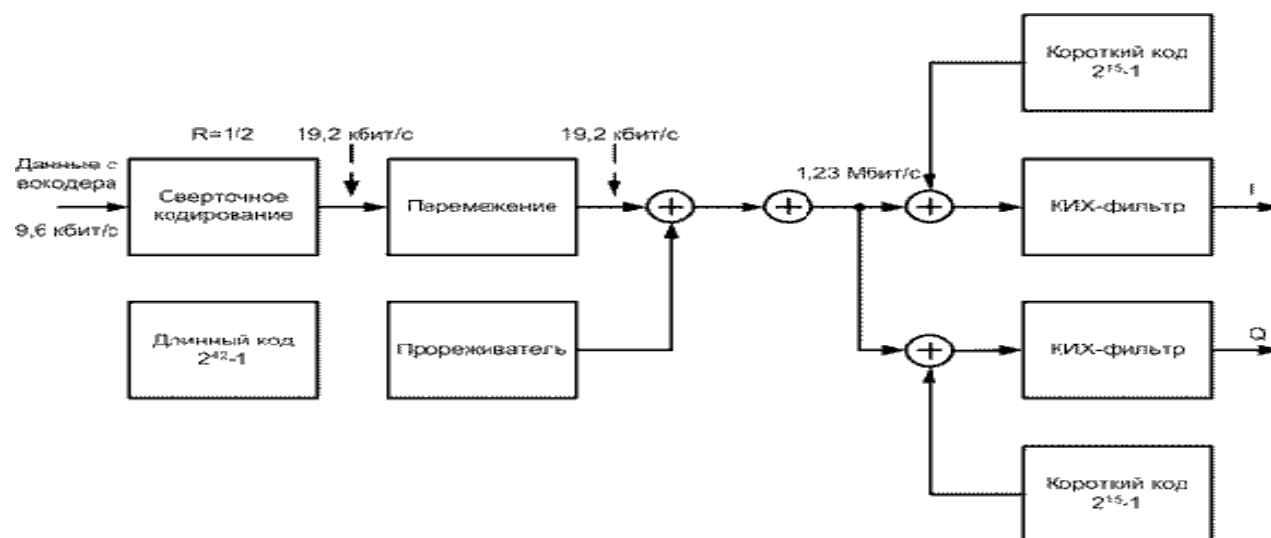 Короткий код
2¹⁵-1
R=1/2
19,2 кбит/с
19,2 кбит/с
Данные с
вокодера
9,6 кбит/с
Сверточное
кодирование
Перемежение
1,23 Мбит/с
КИХ-фильтр
I
Длинный код
2⁴²-1
Прореживатель
КИХ-фильтр
Q
Короткий код
2¹⁵-1